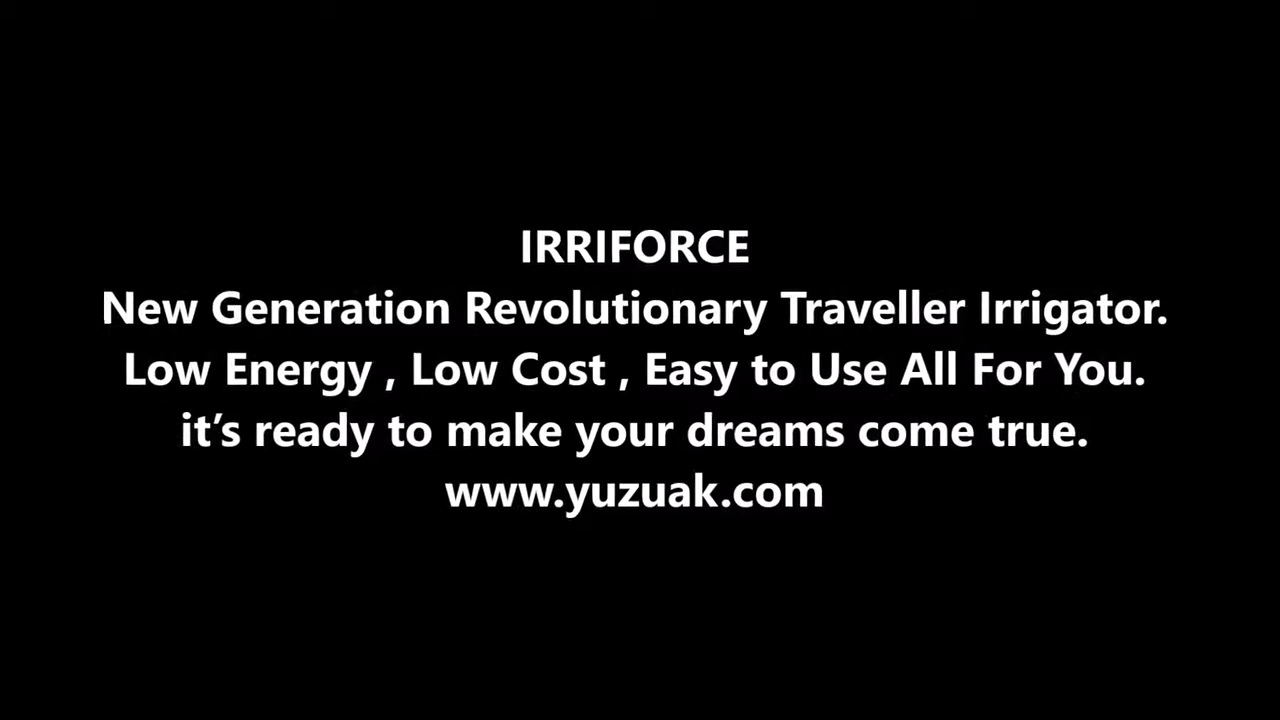 IRRIFORCE
New Generation Revolutionary Traveller Irrigator.
Low Energy , Low Cost , Easy to Use All For You.
it’s ready to make your dreams come true.
www.yuzuak.com